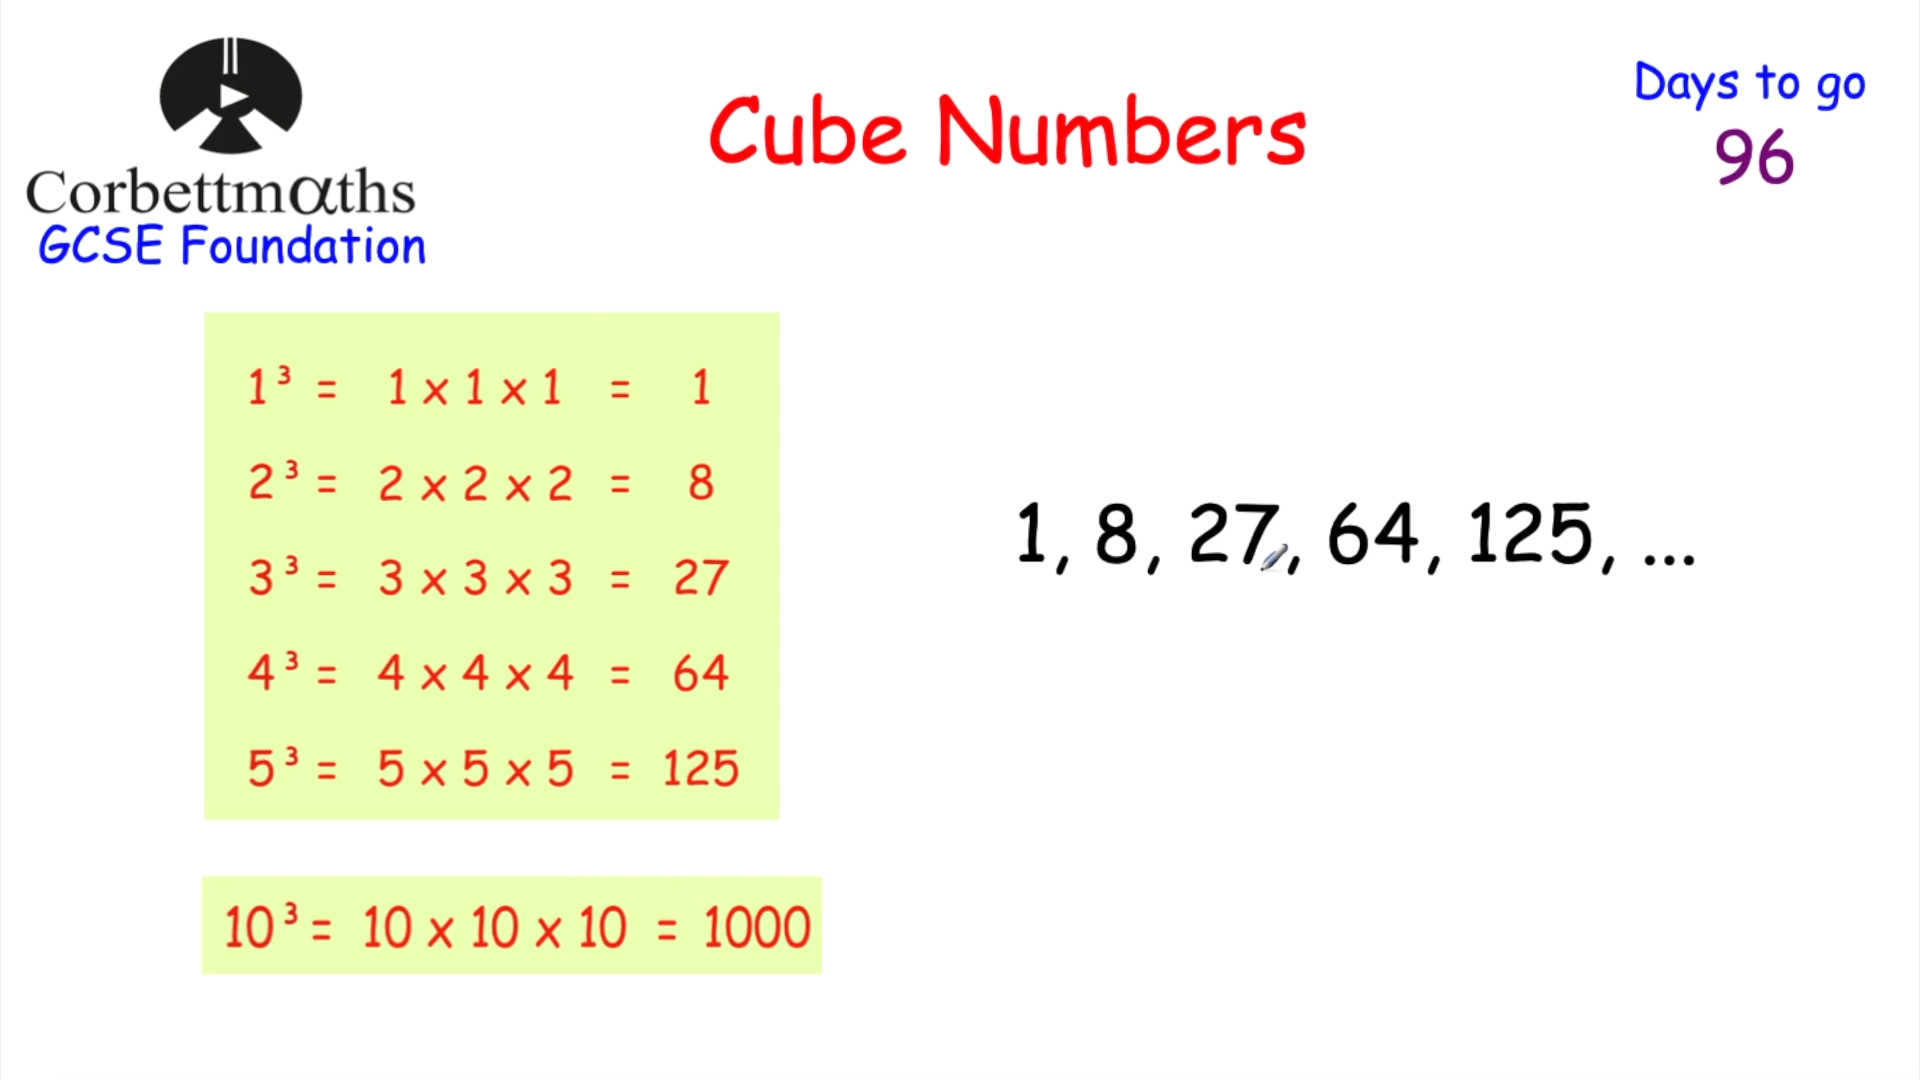 Corbettmαths
GCSE Foundation
Cube Numbers
Days to go
96
1³ = 1 x 1 x 1 = 1
2³ = 2 x 2 x 2 = 8
3³ = 3 x 3 x 3 = 27
4³ = 4 x 4 x 4 = 64
5³ = 5 x 5 x 5 = 125
10³ = 10 x 10 x 10 = 1000
1, 8, 27, 64, 125, ...